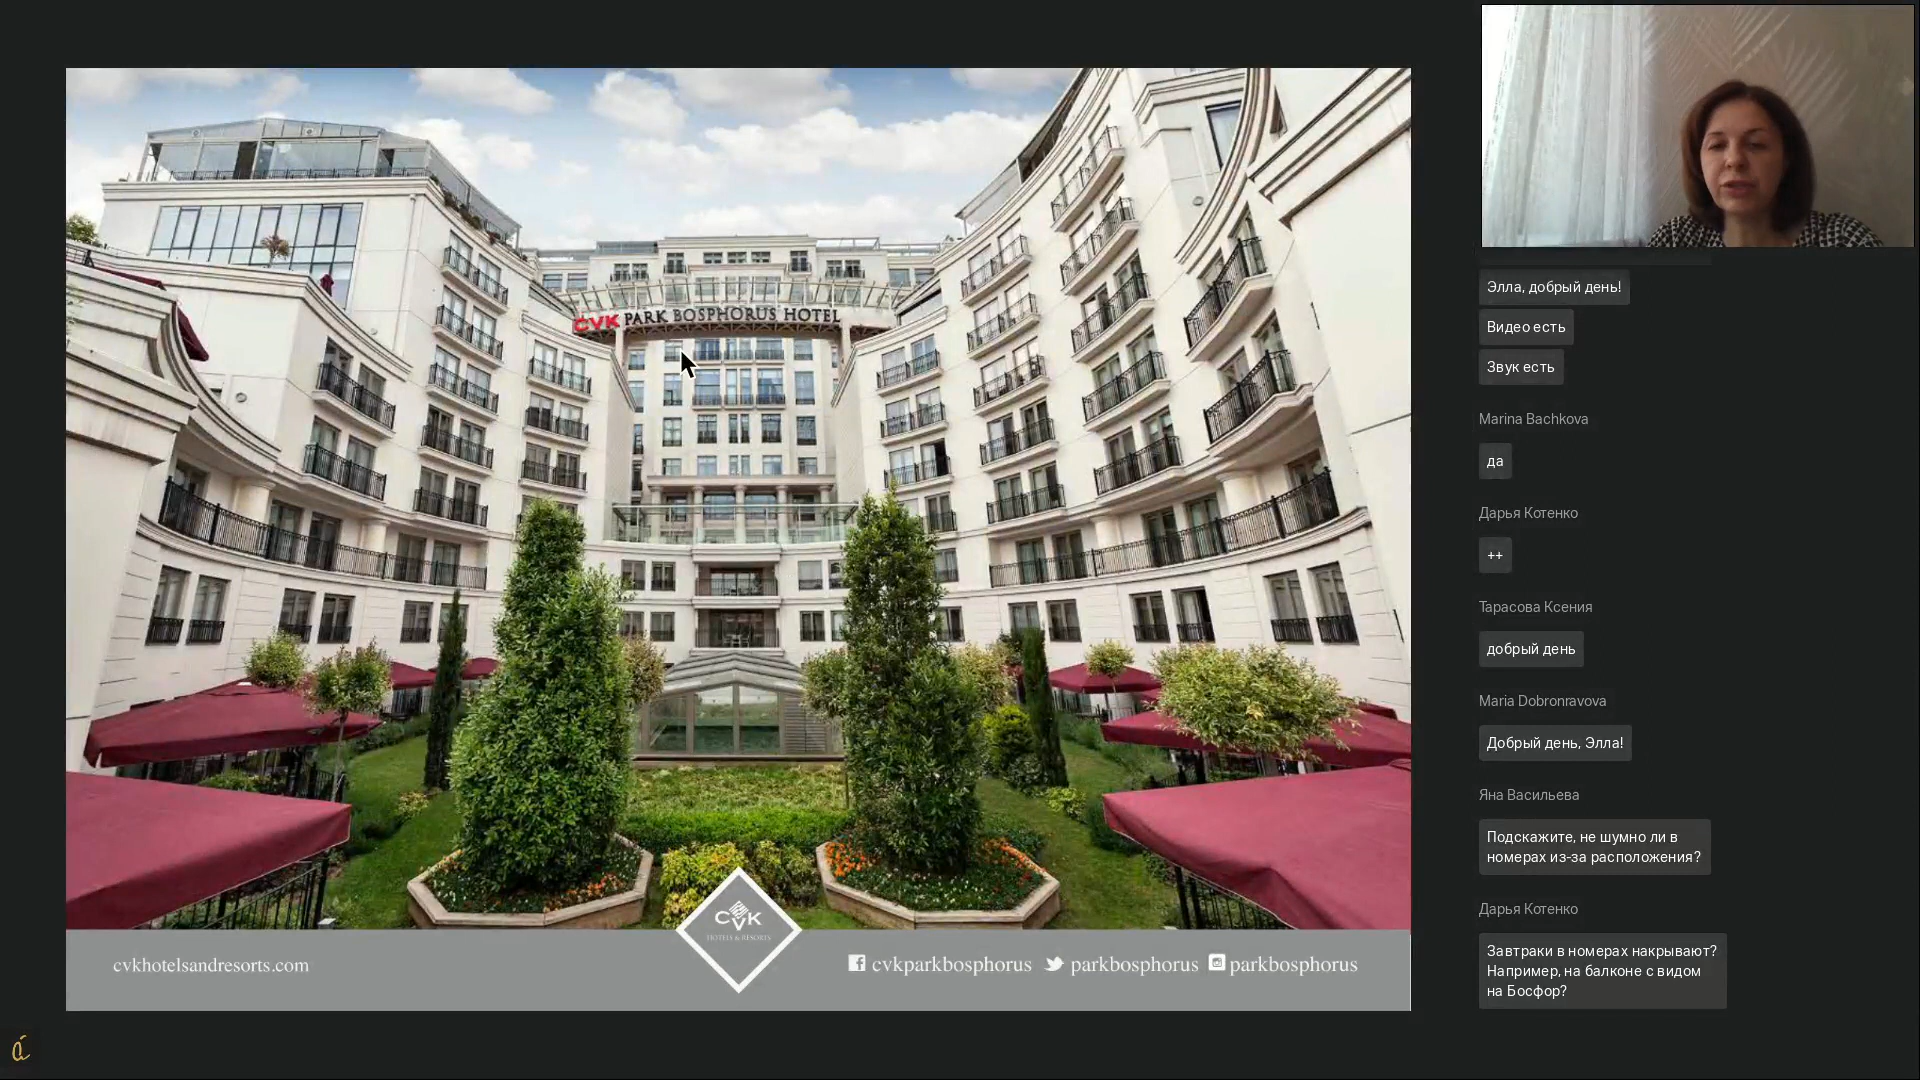 CVK PARK BOSPHORUS HOTEL
CVK
HOTELS & RESORTS
cvkhotelsandresorts.com
cvkparkbosphorus
parkbosphorus
parkbosphorus
Элла, добрый день!
Видео есть
Звук есть
Marina Bachkova
да
Дарья Котенко
++
Тарасова Ксения
добрый день
Maria Dobronravova
Добрый день, Элла!
Яна Васильева
Подскажите, не шумно ли в
номерах из-за расположения?
Дарья Котенко
Завтраки в номерах накрывают?
Например, на балконе с видом
на Босфор?
á